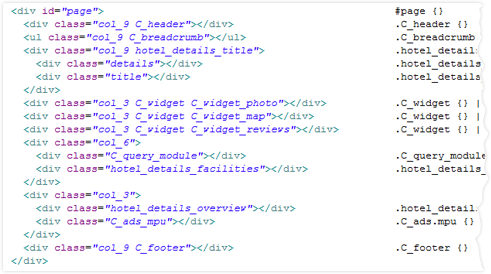 <div id="page"> #page {}
<div class="col_9 C_header"></div> .C_header {}
<ul class="col_9 C_breadcrumb"></ul> .C_breadcrumb
<div class="col_9 hotel_details_title"> .hotel_details
<div class="details"></div> .hotel_details
<div class="title"></div> .hotel_details
</div>
<div class="col_3 C_widget C_widget_photo"></div> .C_widget {} |
<div class="col_3 C_widget C_widget_map"></div> .C_widget {} |
<div class="col_3 C_widget C_widget_reviews"></div> .C_widget {} |
<div class="col_6">
<div class="C_query_module"></div> .C_query_module
<div class="hotel_details_facilities"></div> .hotel_details_
</div>
<div class="col_3">
<div class="hotel_details_overview"></div> .hotel_details
<div class="C_ads_mpu"></div> .C_ads.mpu {}
</div>
<div class="col_9 C_footer"></div> .C_footer {}
</div>